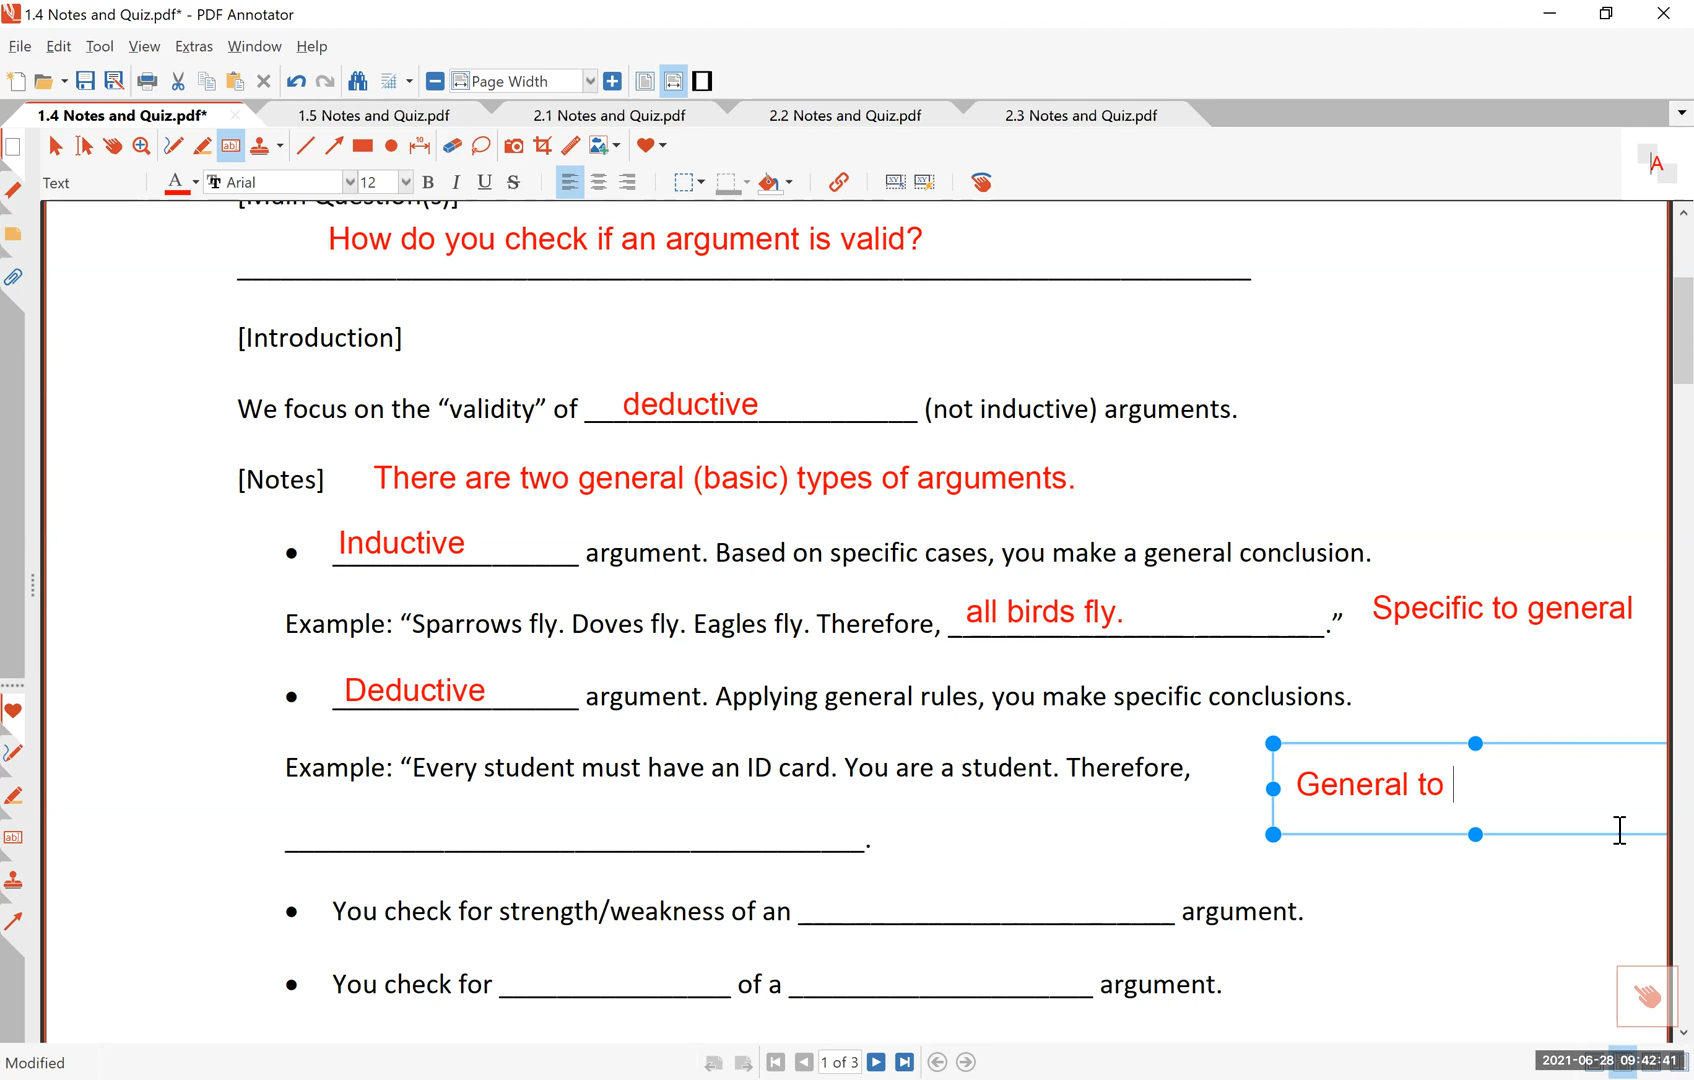 1.4 Notes and Quiz.pdf* - PDF Annotator
File Edit Tool View Extras Window Help
Page Width
1.4 Notes and Quiz.pdf* 1.5 Notes and Quiz.pdf 2.1 Notes and Quiz.pdf 2.2 Notes and Quiz.pdf 2.3 Notes and Quiz.pdf
Text A Arial 12 B I U S
[Main Question(s)]
How do you check if an argument is valid?
[Introduction]
We focus on the “validity” of deductive (not inductive) arguments.
[Notes] There are two general (basic) types of arguments.
• Inductive argument. Based on specific cases, you make a general conclusion.
Example: “Sparrows fly. Doves fly. Eagles fly. Therefore, all birds fly. .” Specific to general
• Deductive argument. Applying general rules, you make specific conclusions.
Example: “Every student must have an ID card. You are a student. Therefore,
General to
____________________.
• You check for strength/weakness of an ____________________ argument.
• You check for ____________________ of a ____________________ argument.
Modified 1 of 3 2021-06-28 09:42:41